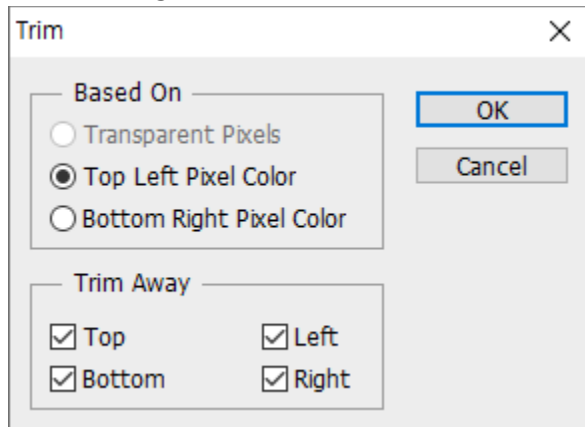 Trim
Based On
Transparent Pixels
Top Left Pixel Color
Bottom Right Pixel Color
OK
Cancel
Trim Away
Top
Left
Bottom
Right